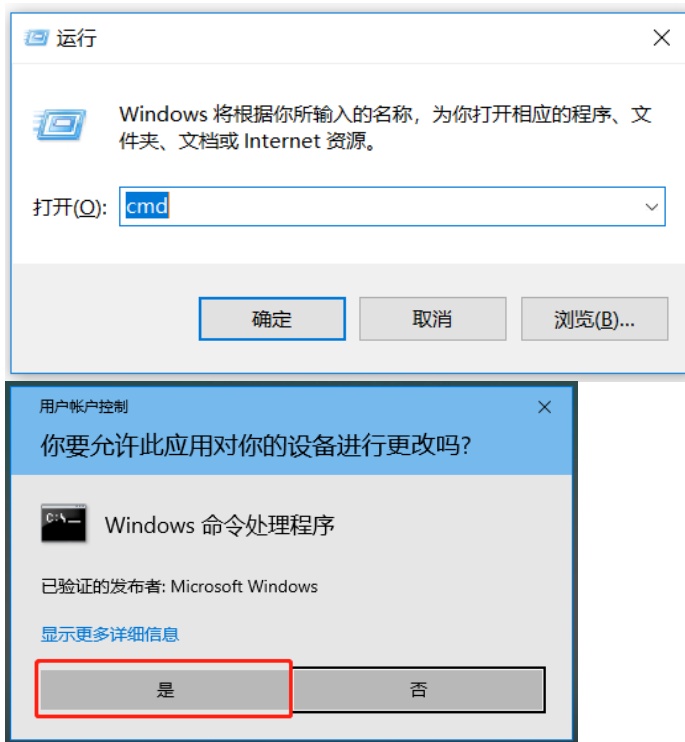 运行
Windows 将根据你所输入的名称，为你打开相应的程序、文
件夹、文档或 Internet 资源。
打开(O): cmd
确定 取消 浏览(B)...
用户帐户控制
你要允许此应用对你的设备进行更改吗?
C:\_
Windows 命令处理程序
已验证的发布者: Microsoft Windows
显示更多详细信息
是 否